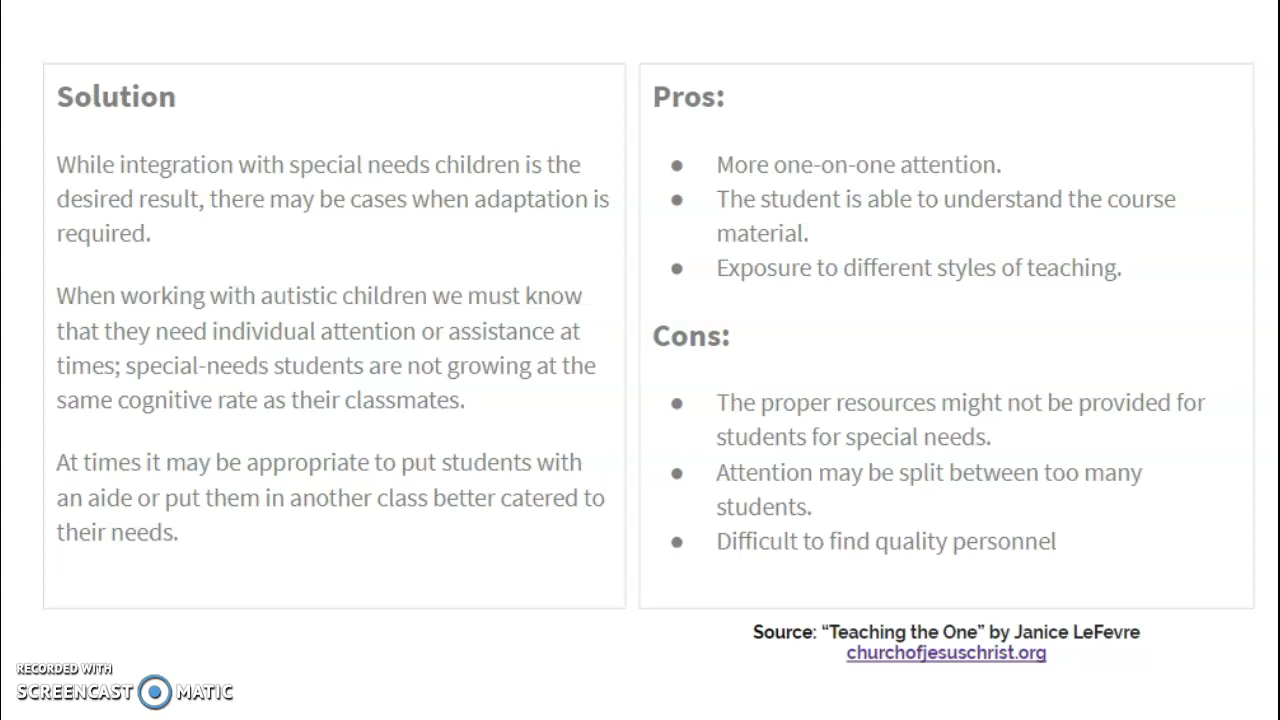 Solution
While integration with special needs children is the
desired result, there may be cases when adaptation is
required.
When working with autistic children we must know
that they need individual attention or assistance at
times; special-needs students are not growing at the
same cognitive rate as their classmates.
At times it may be appropriate to put students with
an aide or put them in another class better catered to
their needs.
Pros:
● More one-on-one attention.
● The student is able to understand the course
material.
● Exposure to different styles of teaching.
Cons:
● The proper resources might not be provided for
students for special needs.
● Attention may be split between too many
students.
● Difficult to find quality personnel
Source: “Teaching the One” by Janice LeFevre
churchofjesuschrist.org
RECORDED WITH
SCREENCAST MATIC